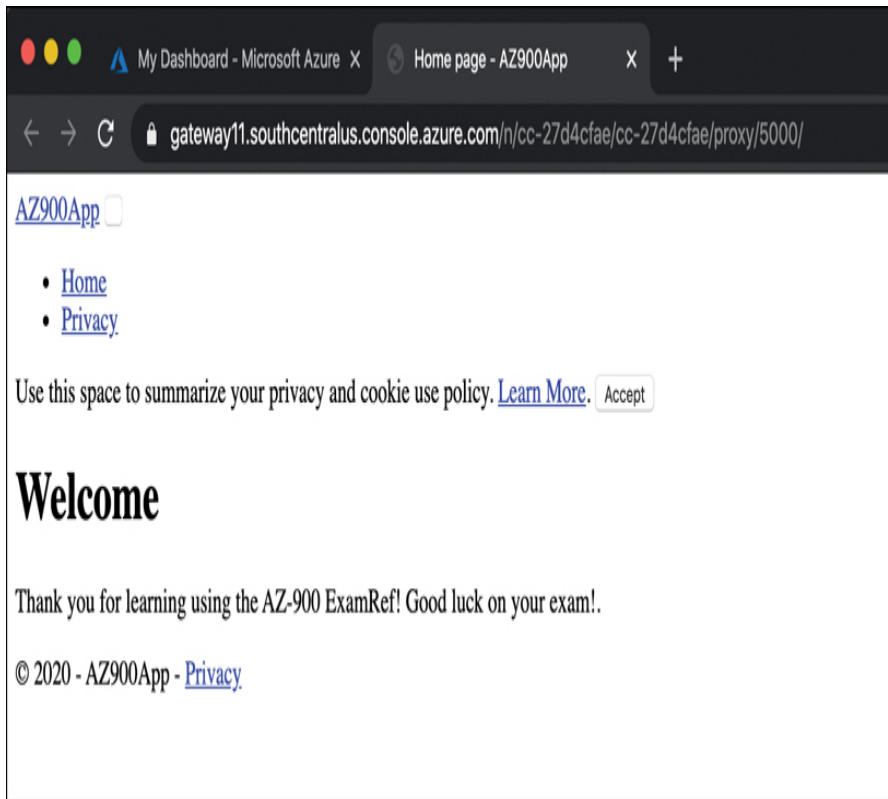 My Dashboard - Microsoft Azure
Home page - AZ900App
gateway11.southcentralus.console.azure.com/n/cc-27d4cfae/cc-27d4cfae/proxy/5000/
AZ900App
Home
Privacy
Use this space to summarize your privacy and cookie use policy. Learn More. Accept
Welcome
Thank you for learning using the AZ-900 ExamRef! Good luck on your exam!.
© 2020 - AZ900App - Privacy